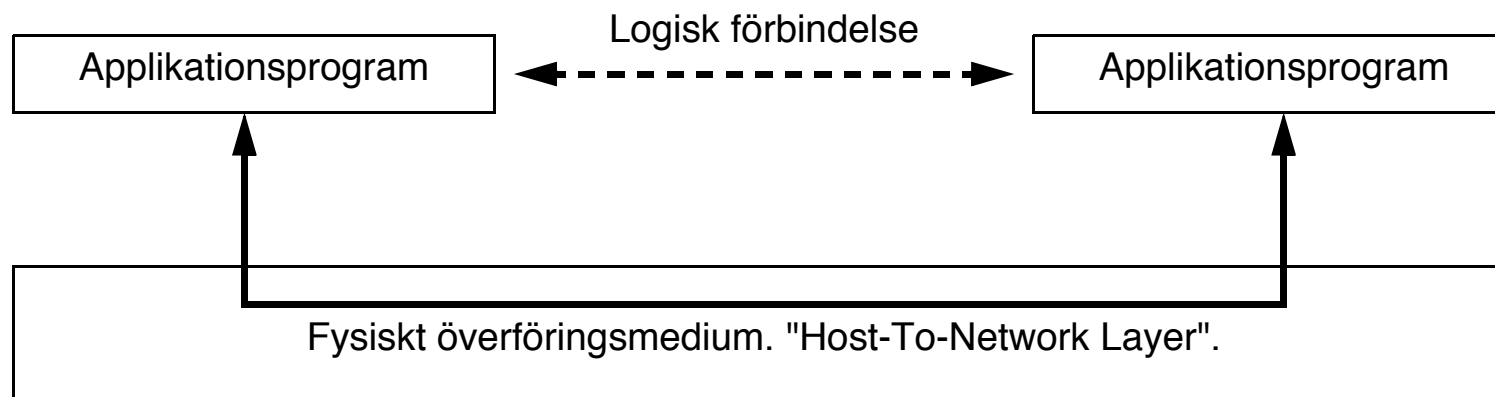 Logisk förbindelse
Applikationsprogram
Applikationsprogram
Fysiskt överföringsmedium. "Host-To-Network Layer".